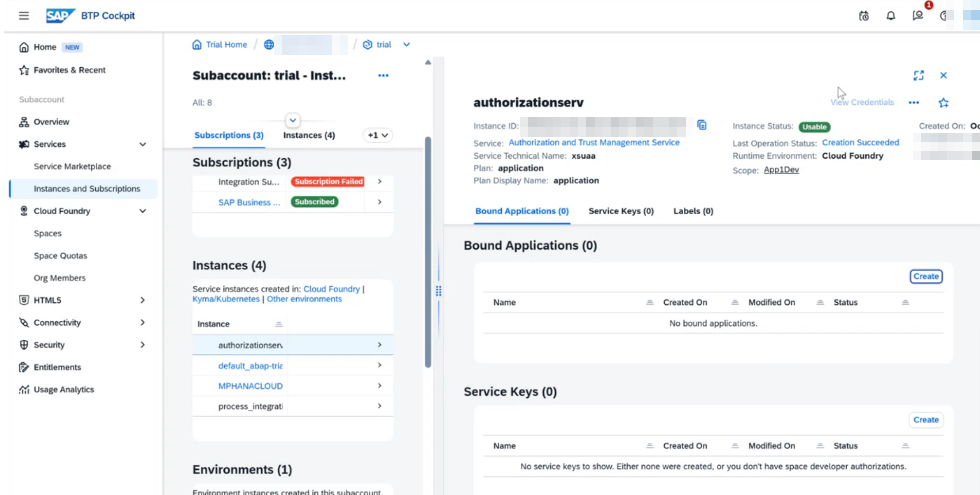 SAP BTP Cockpit
1
Home NEW
Favorites & Recent
Subaccount
Overview
Services
Service Marketplace
Instances and Subscriptions
Cloud Foundry
Spaces
Space Quotas
Org Members
HTML5
Connectivity
Security
Entitlements
Usage Analytics
Trial Home / / trial
Subaccount: trial - Inst...
All: 8
Subscriptions (3) Instances (4) +1
Subscriptions (3)
Integration Su... Subscription Failed
SAP Business ... Subscribed
Instances (4)
Service instances created in: Cloud Foundry |
Kyma/Kubernetes | Other environments
Instance
authorizationserv
default_abap-tria
MPHANACLOUD
process_integrati
Environments (1)
Environment instances created in this subaccount
authorizationserv
View Credentials
Instance ID:
Service: Authorization and Trust Management Service
Service Technical Name: xsuaa
Plan: application
Plan Display Name: application
Instance Status: Usable
Last Operation Status: Creation Succeeded
Runtime Environment: Cloud Foundry
Scope: App1Dev
Created On: Oc
Bound Applications (0) Service Keys (0) Labels (0)
Bound Applications (0)
Create
Name Created On Modified On Status
No bound applications.
Service Keys (0)
Create
Name Created On Modified On Status
No service keys to show. Either none were created, or you don't have space developer authorizations.